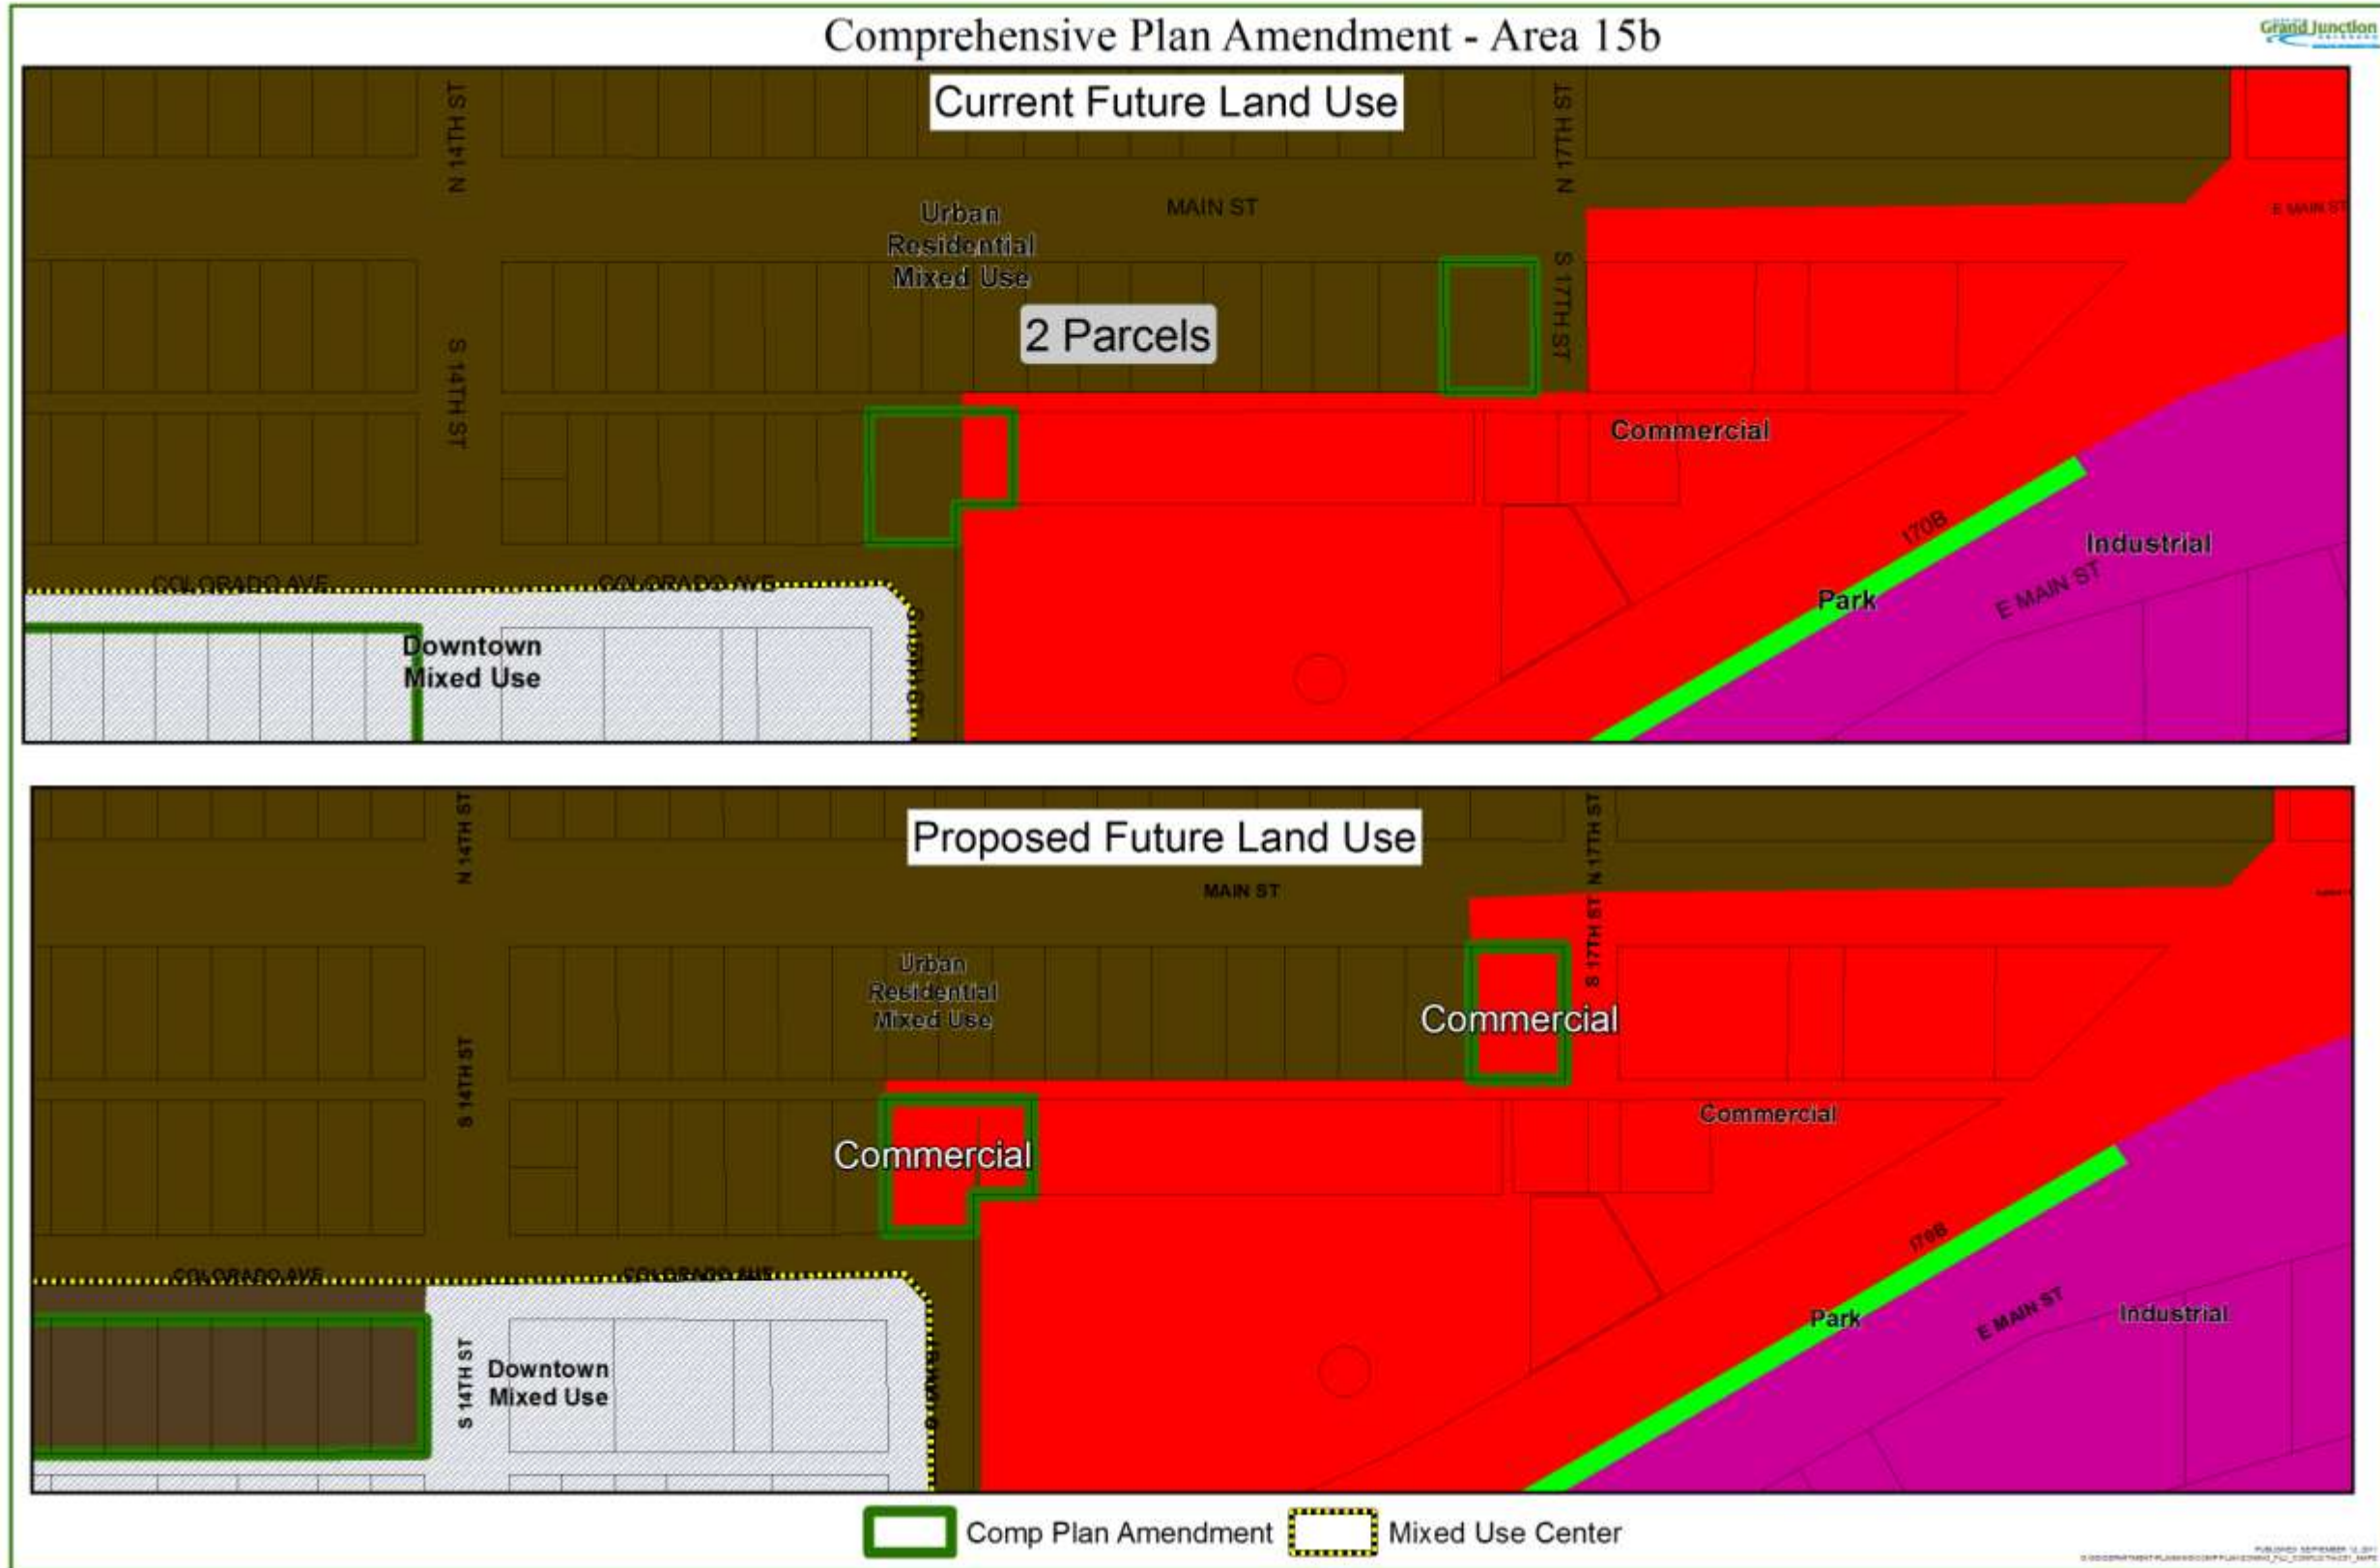 Comprehensive Plan Amendment - Area 15b
Grand Junction
Current Future Land Use
N 14TH ST
N 17TH ST
MAIN ST
E MAIN ST
Urban
Residential
Mixed Use
2 Parcels
S 17TH ST
S 14TH ST
Commercial
I70B
Industrial
E MAIN ST
Park
COLORADO AVE
COLORADO AVE
Downtown
Mixed Use
Proposed Future Land Use
N 14TH ST
N 17TH ST
MAIN ST
S 17TH ST
Urban
Residential
Mixed Use
Commercial
S 14TH ST
Commercial
Commercial
I70B
COLORADO AVE
COLORADO AVE
Park
E MAIN ST
Industrial
S 14TH ST
Downtown
Mixed Use
Comp Plan Amendment
Mixed Use Center